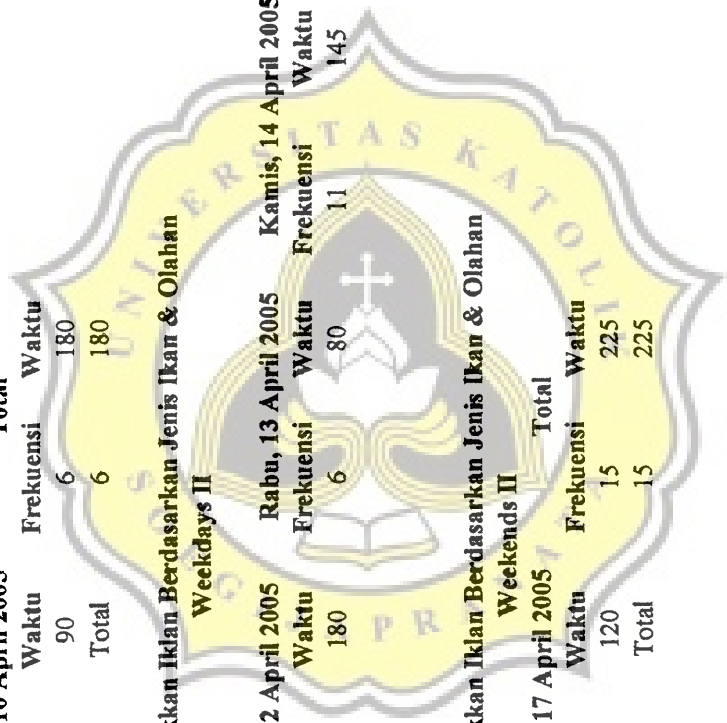 10 April 2005 Total
Waktu Frekuensi Waktu
90 6 180
Total 6 180
kkan Iklan Berdasarkan Jenis Ikan & Olahan
Weekdays II
2 April 2005 Rabu, 13 April 2005 Kamis, 14 April 2005
Waktu Frekuensi Waktu Frekuensi Waktu
180 6 80 11 145
kkan Iklan Berdasarkan Jenis Ikan & Olahan
Weekends II
17 April 2005 Total
Waktu Frekuensi Waktu
120 15 225
Total 15 225
UNIVERSITAS KATOLIK